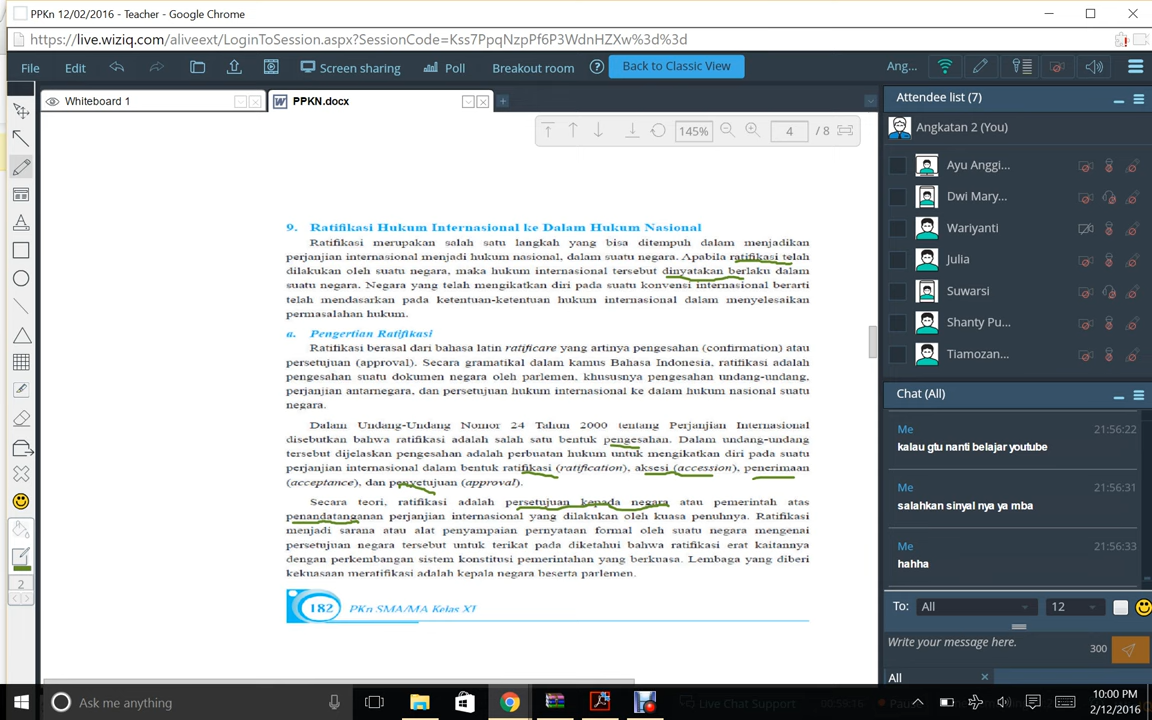 PPKn 12/02/2016 - Teacher - Google Chrome
https://live.wiziq.com/aliveext/LoginToSession.aspx?SessionCode=Kss7PpqNzpPf6P3WdnHZXw%3d%3d
File Edit Screen sharing Poll Breakout room Back to Classic View Ang...
Whiteboard 1 PPKN.docx
145% 4 / 8
9. Ratifikasi Hukum Internasional ke Dalam Hukum Nasional
Ratifikasi merupakan salah satu langkah yang bisa ditempuh dalam menjadikan
perjanjian internasional menjadi hukum nasional, dalam suatu negara. Apabila ratifikasi telah
dilakukan oleh suatu negara, maka hukum internasional tersebut dinyatakan berlaku dalam
suatu negara. Negara yang telah mengikatkan diri pada suatu konvensi internasional berarti
telah mendasarkan pada ketentuan-ketentuan hukum internasional dalam menyelesaikan
permasalahan hukum.
a. Pengertian Ratifikasi
Ratifikasi berasal dari bahasa latin ratificare yang artinya pengesahan (confirmation) atau
persetujuan (approval). Secara gramatikal dalam kamus Bahasa Indonesia, ratifikasi adalah
pengesahan suatu dokumen negara oleh parlemen, khususnya pengesahan undang-undang,
perjanjian antarnegara, dan persetujuan hukum internasional ke dalam hukum nasional suatu
negara.
Dalam Undang-Undang Nomor 24 Tahun 2000 tentang Perjanjian Internasional
disebutkan bahwa ratifikasi adalah salah satu bentuk pengesahan. Dalam undang-undang
tersebut dijelaskan pengesahan adalah perbuatan hukum untuk mengikatkan diri pada suatu
perjanjian internasional dalam bentuk ratifikasi (ratification), aksesi (accession), penerimaan
(acceptance), dan penyetujuan (approval).
Secara teori, ratifikasi adalah persetujuan kepada negara atau pemerintah atas
penandatanganan perjanjian internasional yang dilakukan oleh kuasa penuhnya. Ratifikasi
menjadi sarana atau alat penyampaian pernyataan formal oleh suatu negara mengenai
persetujuan negara tersebut untuk terikat pada diketahui bahwa ratifikasi erat kaitannya
dengan perkembangan sistem konstitusi pemerintahan yang berkuasa. Lembaga yang diberi
kekuasaan meratifikasi adalah kepala negara beserta parlemen.
182 PKn SMA/MA Kelas XI
2
Attendee list (7)
Angkatan 2 (You)
Ayu Anggi...
Dwi Mary...
Wariyanti
Julia
Suwarsi
Shanty Pu...
Tiamozan...
Chat (All)
Me 21:56:22
kalau gtu nanti belajar youtube
Me 21:56:31
salahkan sinyal nya ya mba
Me 21:56:33
hahha
To: All 12
Write your message here. 300
All
Live Chat Support 00:59:16
Ask me anything
10:00 PM
2/12/2016